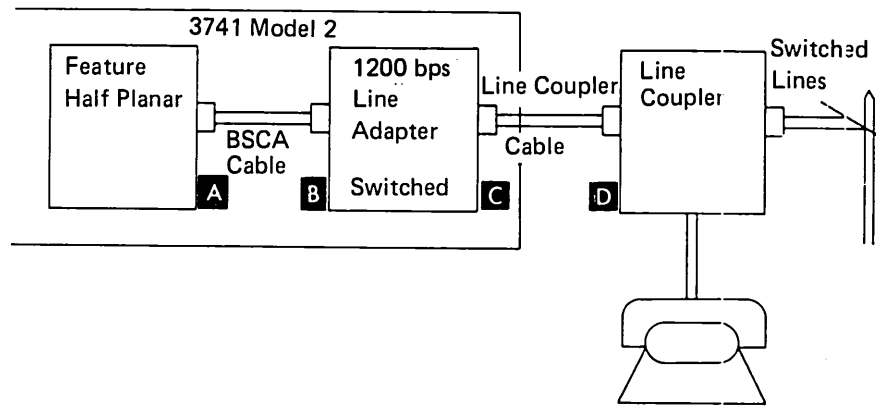 3741 Model 2
Feature
Half Planar
BSCA
Cable
1200 bps
Line
Adapter
Switched
Line Coupler
Cable
Line
Coupler
Switched
Lines
A
B
C
D